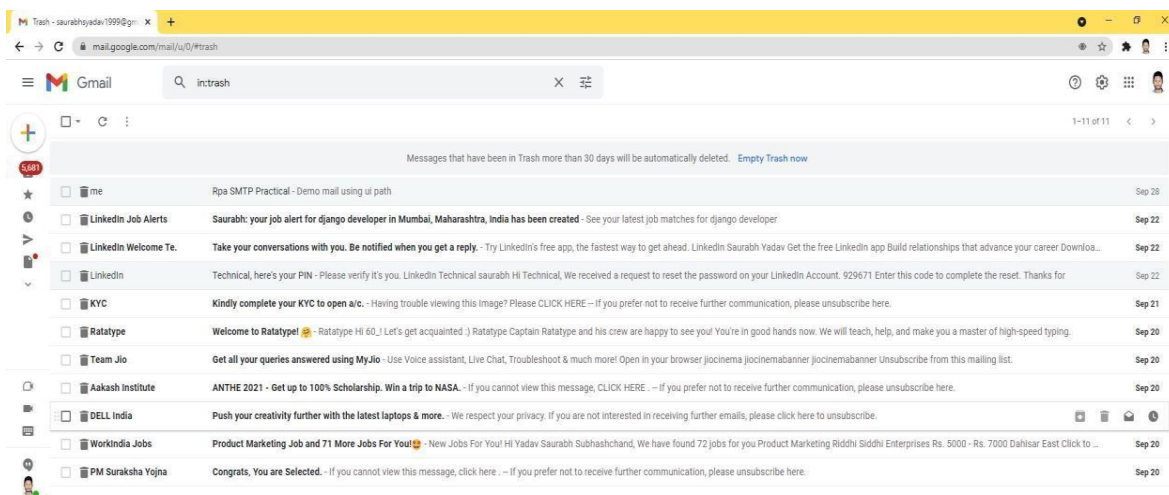 Trash - saurabhsyadav1999@gm
mail.google.com/mail/u/0/#trash
Gmail in:trash
1–11 of 11
5,681
Messages that have been in Trash more than 30 days will be automatically deleted. Empty Trash now
me Rpa SMTP Practical - Demo mail using ui path Sep 28
LinkedIn Job Alerts Saurabh: your job alert for django developer in Mumbai, Maharashtra, India has been created - See your latest job matches for django developer Sep 22
LinkedIn Welcome Te. Take your conversations with you. Be notified when you get a reply. - Try LinkedIn's free app, the fastest way to get ahead. LinkedIn Saurabh Yadav Get the free LinkedIn app Build relationships that advance your career Downloa... Sep 22
LinkedIn Technical, here's your PIN - Please verify it's you. LinkedIn Technical saurabh Hi Technical, We received a request to reset the password on your LinkedIn Account. 929671 Enter this code to complete the reset. Thanks for Sep 22
KYC Kindly complete your KYC to open a/c. - Having trouble viewing this Image? Please CLICK HERE -- If you prefer not to receive further communication, please unsubscribe here. Sep 21
Ratatype Welcome to Ratatype! 🤗 - Ratatype Hi 60_! Let's get acquainted :) Ratatype Captain Ratatype and his crew are happy to see you! You're in good hands now. We will teach, help, and make you a master of high-speed typing. Sep 20
Team Jio Get all your queries answered using MyJio - Use Voice assistant, Live Chat, Troubleshoot & much more! Open in your browser jiocinema jiocinemabanner jiocinemabanner Unsubscribe from this mailing list. Sep 20
Aakash Institute ANTHE 2021 - Get up to 100% Scholarship. Win a trip to NASA. - If you cannot view this message, CLICK HERE . -- If you prefer not to receive further communication, please unsubscribe here. Sep 20
DELL India Push your creativity further with the latest laptops & more. - We respect your privacy. If you are not interested in receiving further emails, please click here to unsubscribe.
WorkIndia Jobs Product Marketing Job and 71 More Jobs For You!🤩 - New Jobs For You! Hi Yadav Saurabh Subhashchand, We have found 72 jobs for you Product Marketing Riddhi Siddhi Enterprises Rs. 5000 - Rs. 7000 Dahisar East Click to ... Sep 20
PM Suraksha Yojna Congrats, You are Selected. - If you cannot view this message, click here . -- If you prefer not to receive further communication, please unsubscribe here. Sep 20